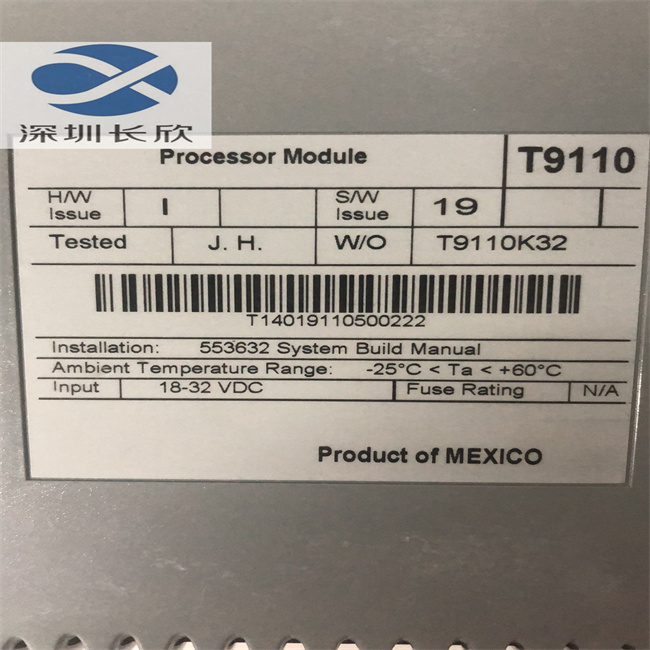 深圳长欣
Processor Module T9110
H/W Issue I S/W Issue 19
Tested J. H. W/O T9110K32
T14019110500222
Installation: 553632 System Build Manual
Ambient Temperature Range: -25°C < Ta < +60°C
Input 18-32 VDC Fuse Rating N/A
Product of MEXICO